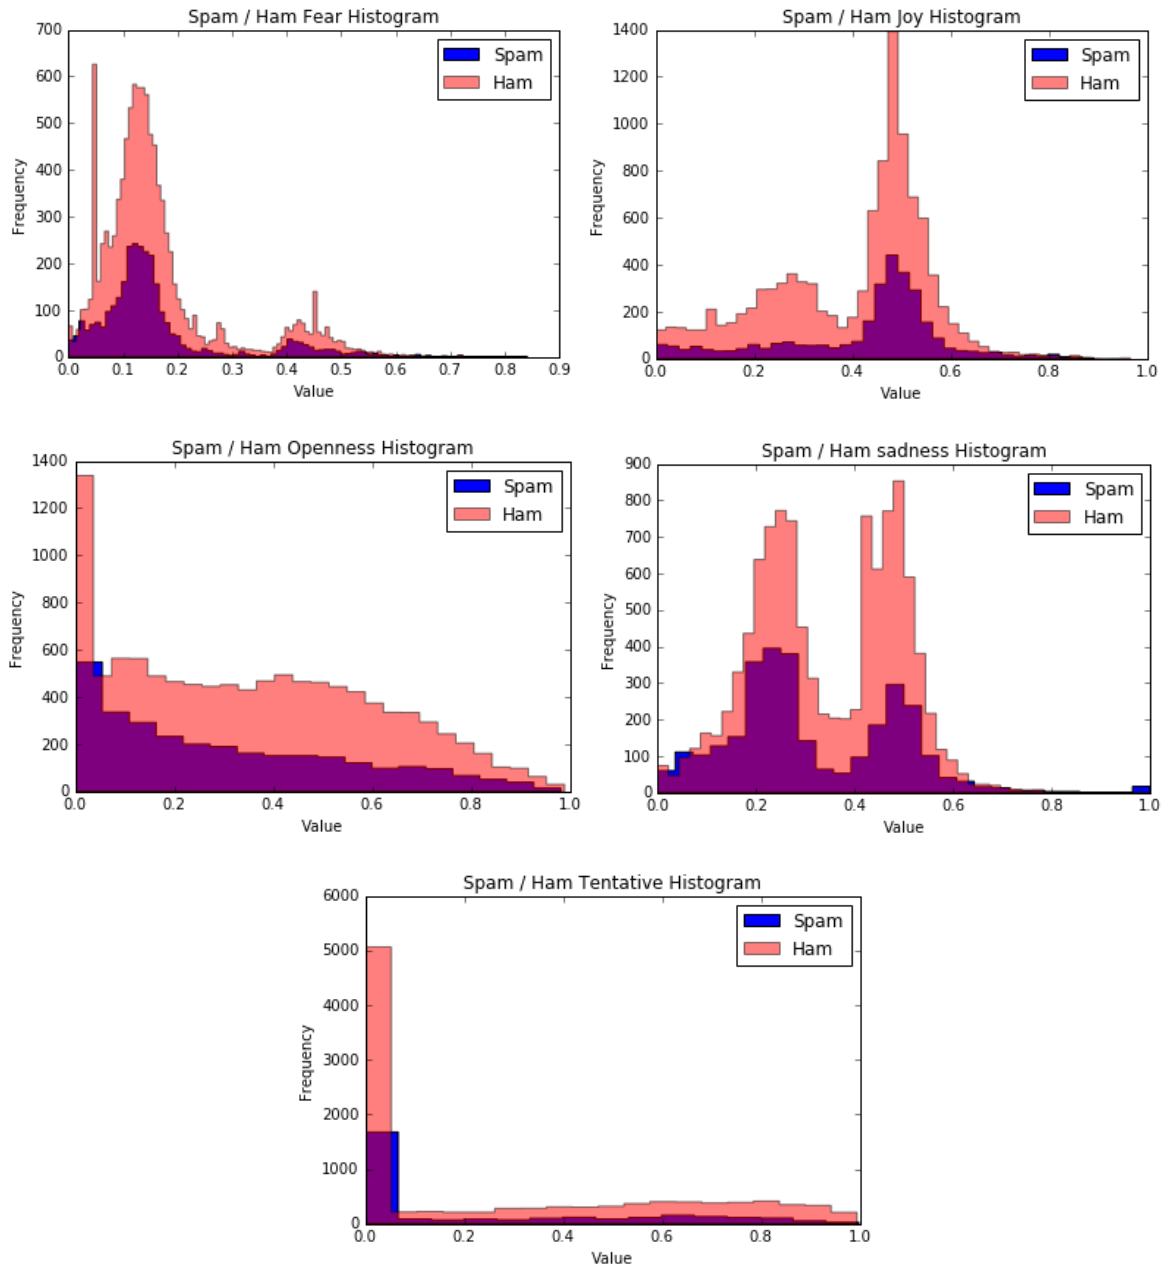 Spam / Ham Fear Histogram
700
600
500
400
300
200
100
0
Frequency
0.0 0.1 0.2 0.3 0.4 0.5 0.6 0.7 0.8 0.9
Value
Spam
Ham
Spam / Ham Joy Histogram
1400
1200
1000
800
600
400
200
0
Frequency
0.0 0.2 0.4 0.6 0.8 1.0
Value
Spam
Ham
Spam / Ham Openness Histogram
1400
1200
1000
800
600
400
200
0
Frequency
0.0 0.2 0.4 0.6 0.8 1.0
Value
Spam
Ham
Spam / Ham sadness Histogram
900
800
700
600
500
400
300
200
100
0
Frequency
0.0 0.2 0.4 0.6 0.8 1.0
Value
Spam
Ham
Spam / Ham Tentative Histogram
6000
5000
4000
3000
2000
1000
0
Frequency
0.0 0.2 0.4 0.6 0.8 1.0
Value
Spam
Ham